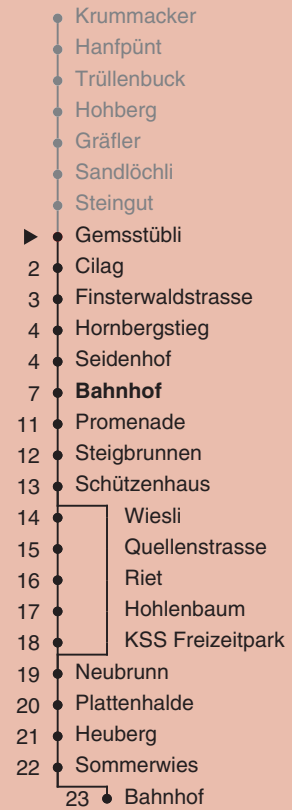 Krummacker
Hanfpünt
Trüllenbuck
Hohberg
Gräfler
Sandlöchli
Steingut
Gemsstübli
2 Cilag
3 Finsterwaldstrasse
4 Hornbergstieg
4 Seidenhof
7 Bahnhof
11 Promenade
12 Steigbrunnen
13 Schützenhaus
14 Wiesli
15 Quellenstrasse
16 Riet
17 Hohlenbaum
18 KSS Freizeitpark
19 Neubrunn
20 Plattenhalde
21 Heuberg
22 Sommerwies
23 Bahnhof